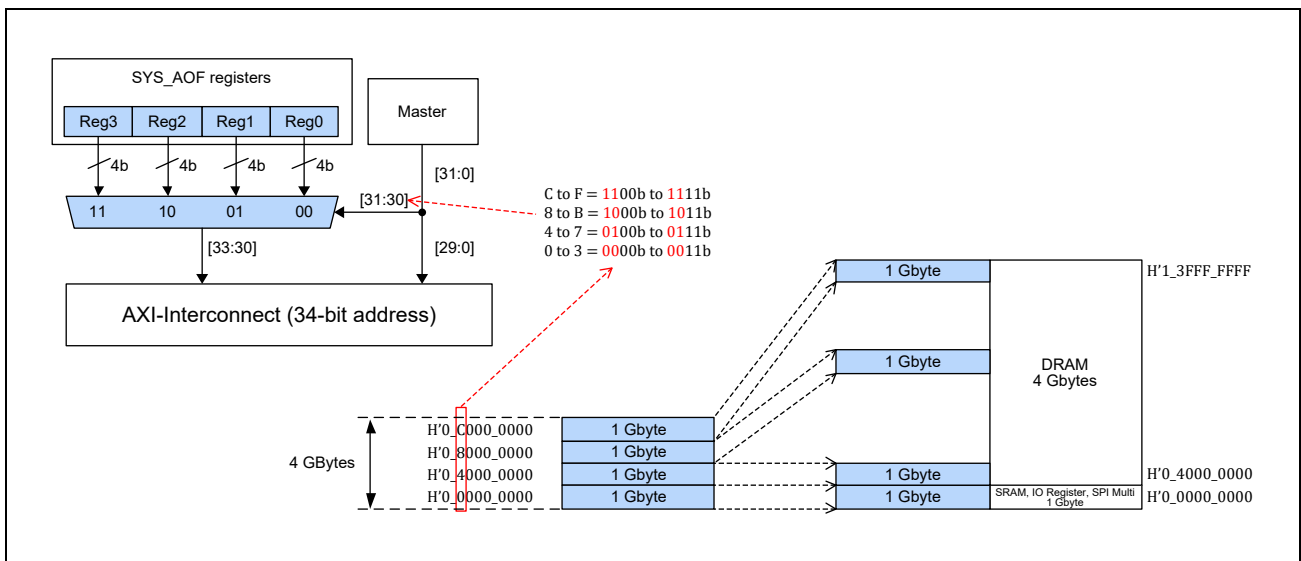 SYS_AOF registers
Reg3 Reg2 Reg1 Reg0
Master
4b 4b 4b 4b
[31:0]
[31:30]
11 10 01 00
[33:30]
[29:0]
AXI-Interconnect (34-bit address)
C to F = 1100b to 1111b
8 to B = 1000b to 1011b
4 to 7 = 0100b to 0111b
0 to 3 = 0000b to 0011b
4 GBytes
H'0_C000_0000
H'0_8000_0000
H'0_4000_0000
H'0_0000_0000
1 Gbyte
1 Gbyte
1 Gbyte
1 Gbyte
1 Gbyte
1 Gbyte
1 Gbyte
1 Gbyte
DRAM
4 Gbytes
SRAM, IO Register, SPI Multi
1 Gbyte
H'1_3FFF_FFFF
H'0_4000_0000
H'0_0000_0000